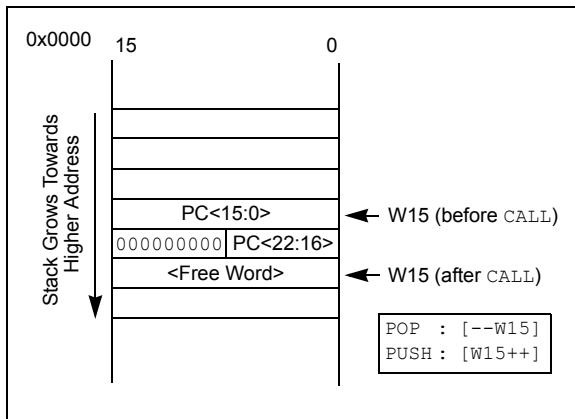 0x0000
15 0
Stack Grows Towards
Higher Address
PC<15:0>
W15 (before CALL)
000000000 PC<22:16>
<Free Word>
W15 (after CALL)
POP : [--W15]
PUSH : [W15++]